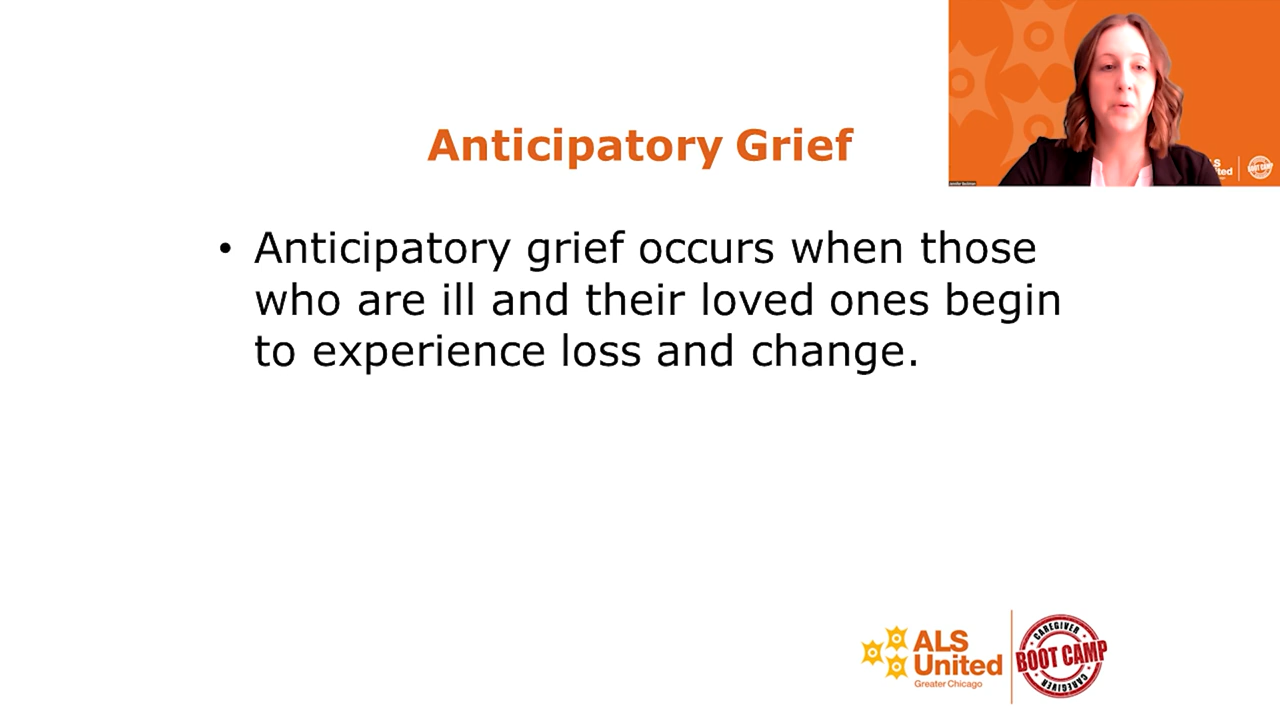 Anticipatory Grief
• Anticipatory grief occurs when those
who are ill and their loved ones begin
to experience loss and change.
ALS
United
Greater Chicago
CAREGIVER
BOOT CAMP
CAREGIVER